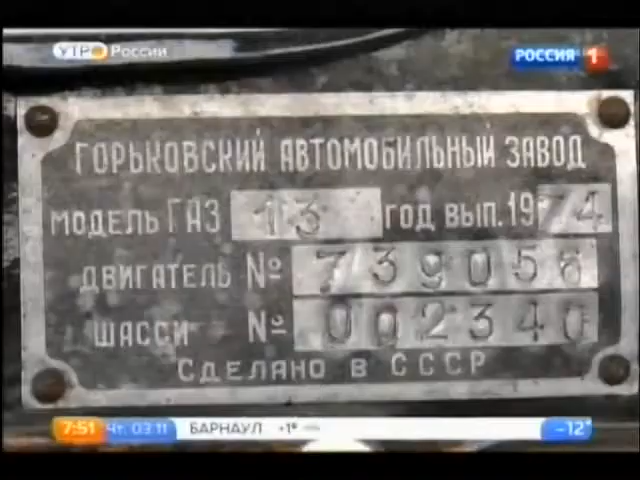 УТРО России
РОССИЯ 1
ГОРЬКОВСКИЙ АВТОМОБИЛЬНЫЙ ЗАВОД
МОДЕЛЬ ГАЗ 13 ГОД ВЫП. 1974
ДВИГАТЕЛЬ № 739056
ШАССИ № 002340
СДЕЛАНО В СССР
7:51 Чт. 03.11 БАРНАУЛ +1° -12°